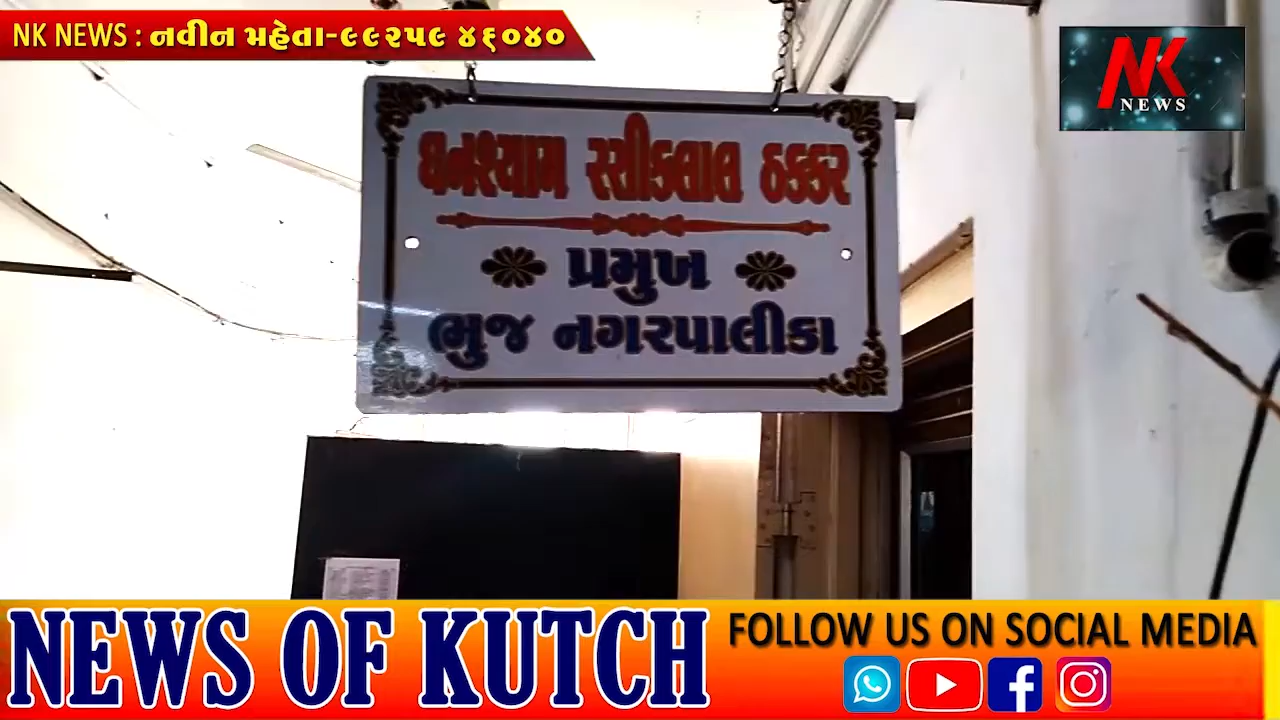 NK NEWS : નવીન મહેતા-૯૯૨૫૯ ૪૬૦૪૦
NK
NEWS
ઘનશ્યામ રસીકલાલ ઠક્કર
પ્રમુખ
ભુજ નગરપાલીકા
NEWS OF KUTCH
FOLLOW US ON SOCIAL MEDIA